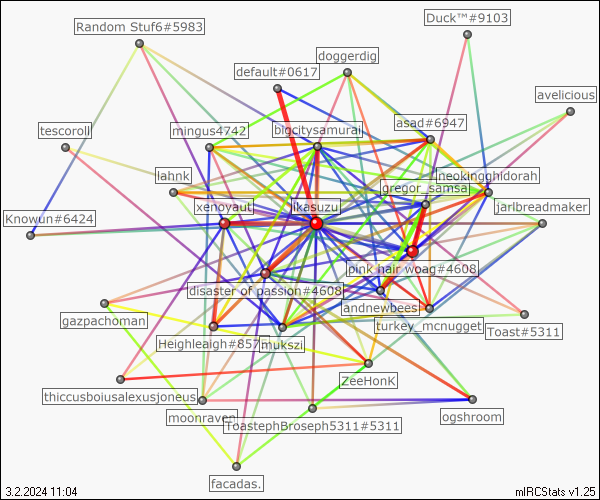 Duck™#9103
Random Stuf6#5983
doggerdig
default#0617
avelicious
tescoroll
mingus4742
bigcitysamurai
asad#6947
lahnk
neokingghidorah
gregor_samsa
xenoyaut
ikasuzu
jarlbreadmaker
Knowun#6424
pink hair woag#4608
disaster of passion#4608
andnewbees
gazpachoman
turkey_mcnugget
Toast#5311
Heighleigh#857
mukszi
ZeeHonK
thiccusboiusalexusjoneus
moonraven
ToastephBroseph5311#5311
ogshroom
facadas.
3.2.2024 11:04
mIRCStats v1.25